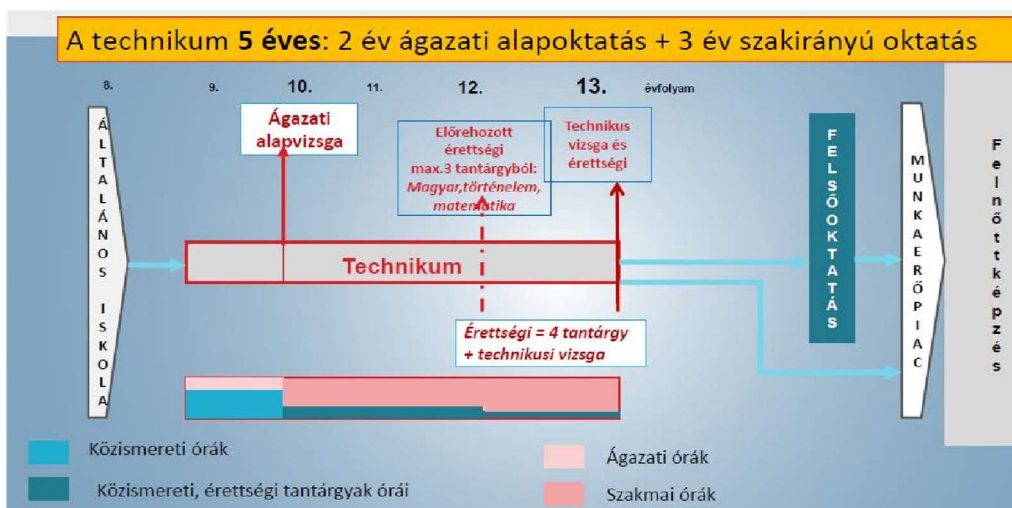 A technikum 5 éves: 2 év ágazati alapoktatás + 3 év szakirányú oktatás
8. 9. 10. 11. 12. 13. évfolyam
ÁLTALÁNOS ISKOLA
Ágazati
alapvizsga
Előrehozott
érettségi
max.3 tantárgyból:
Magyar,történelem,
matematika
Technikus
vizsga és
érettségi
Technikum
Érettségi = 4 tantárgy
+ technikusi vizsga
FELSŐOKTATÁS
MUNKAERŐPIAC
Felnőttképzés
Közismereti órák
Közismereti, érettségi tantárgyak órái
Ágazati órák
Szakmai órák